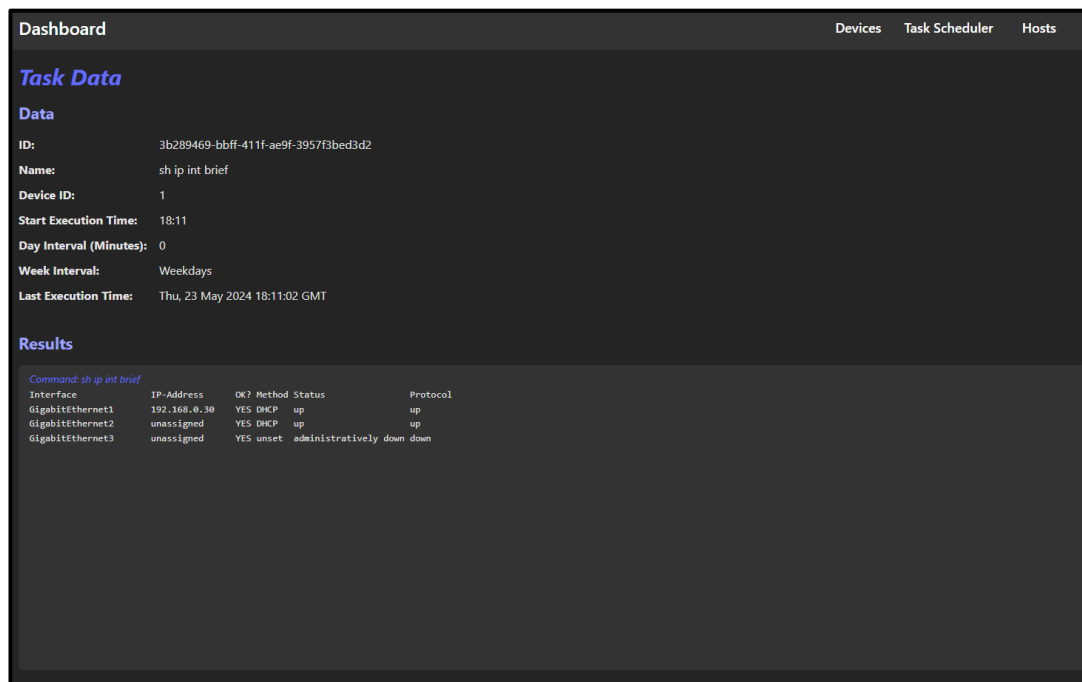 Dashboard Devices Task Scheduler Hosts
Task Data
Data
ID: 3b289469-bbff-411f-ae9f-3957f3bed3d2
Name: sh ip int brief
Device ID: 1
Start Execution Time: 18:11
Day Interval (Minutes): 0
Week Interval: Weekdays
Last Execution Time: Thu, 23 May 2024 18:11:02 GMT
Results
Command: sh ip int brief
Interface IP-Address OK? Method Status Protocol
GigabitEthernet1 192.168.0.30 YES DHCP up up
GigabitEthernet2 unassigned YES DHCP up up
GigabitEthernet3 unassigned YES unset administratively down down